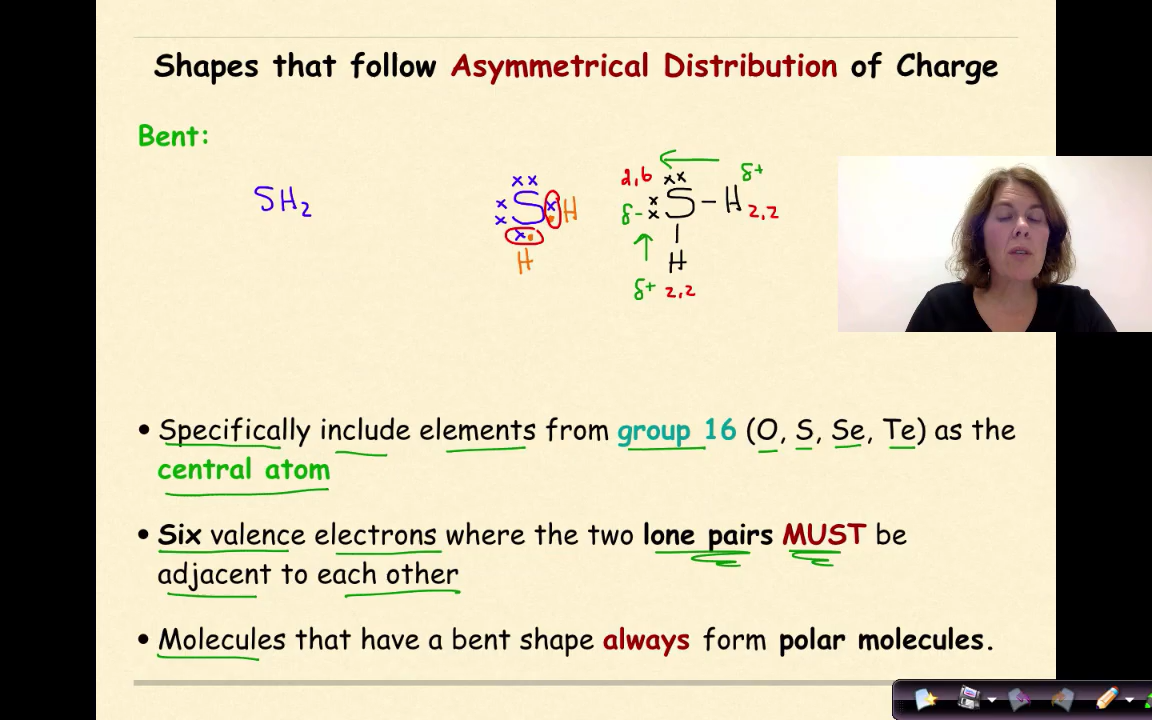 Shapes that follow Asymmetrical Distribution of Charge
Bent:
SH2
xx
x S x H
x
x
H
2,6 xx δ+
δ- x S – H 2,2
x
H
δ+ 2,2
• Specifically include elements from group 16 (O, S, Se, Te) as the
central atom
• Six valence electrons where the two lone pairs MUST be
adjacent to each other
• Molecules that have a bent shape always form polar molecules.